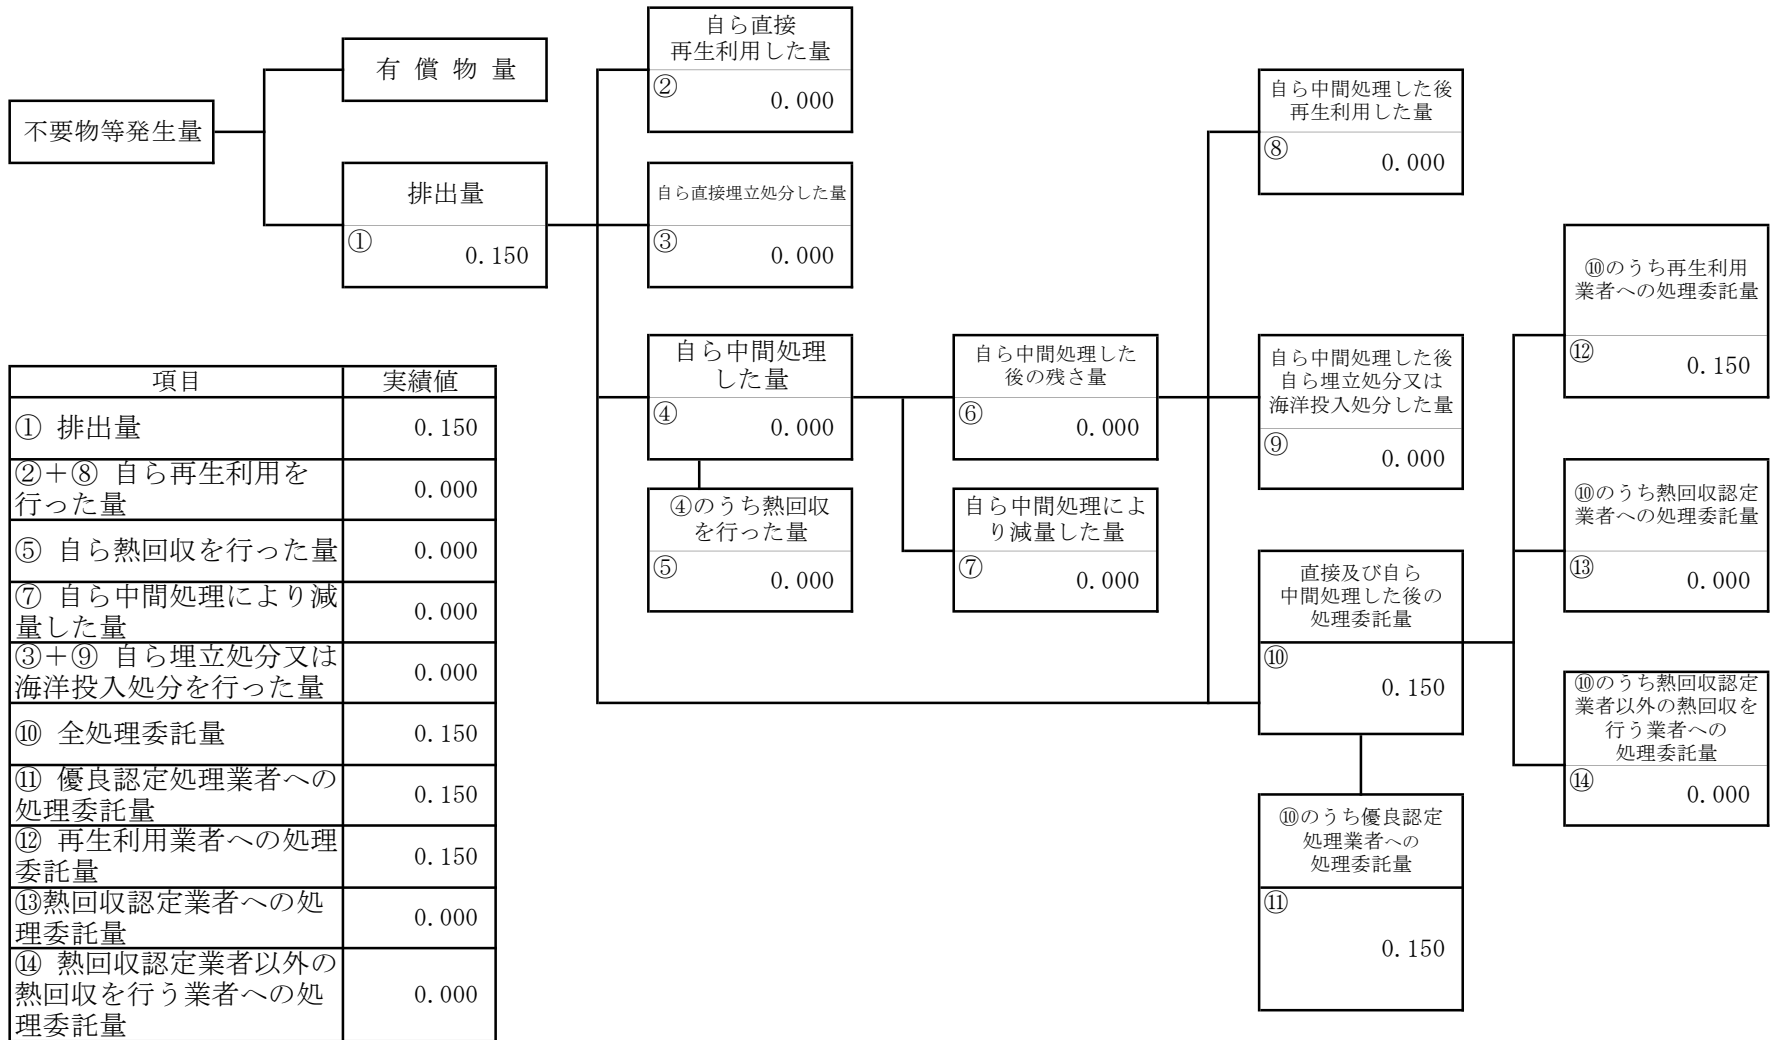 不要物等発生量
有 償 物 量
排出量
① 0.150
自ら直接
再生利用した量
② 0.000
自ら直接埋立処分した量
③ 0.000
自ら中間処理
した量
④ 0.000
④のうち熱回収
を行った量
⑤ 0.000
自ら中間処理した
後の残さ量
⑥ 0.000
自ら中間処理によ
り減量した量
⑦ 0.000
自ら中間処理した後
再生利用した量
⑧ 0.000
自ら中間処理した後
自ら埋立処分又は
海洋投入処分した量
⑨ 0.000
直接及び自ら
中間処理した後の
処理委託量
⑩ 0.150
⑩のうち優良認定
処理業者への
処理委託量
⑪ 0.150
⑩のうち再生利用
業者への処理委託量
⑫ 0.150
⑩のうち熱回収認定
業者への処理委託量
⑬ 0.000
⑩のうち熱回収認定
業者以外の熱回収を
行う業者への
処理委託量
⑭ 0.000
項目 実績値
① 排出量 0.150
②＋⑧ 自ら再生利用を
行った量 0.000
⑤ 自ら熱回収を行った量 0.000
⑦ 自ら中間処理により減
量した量 0.000
③＋⑨ 自ら埋立処分又は
海洋投入処分を行った量 0.000
⑩ 全処理委託量 0.150
⑪ 優良認定処理業者への
処理委託量 0.150
⑫ 再生利用業者への処理
委託量 0.150
⑬熱回収認定業者への処
理委託量 0.000
⑭ 熱回収認定業者以外の
熱回収を行う業者への処
理委託量 0.000